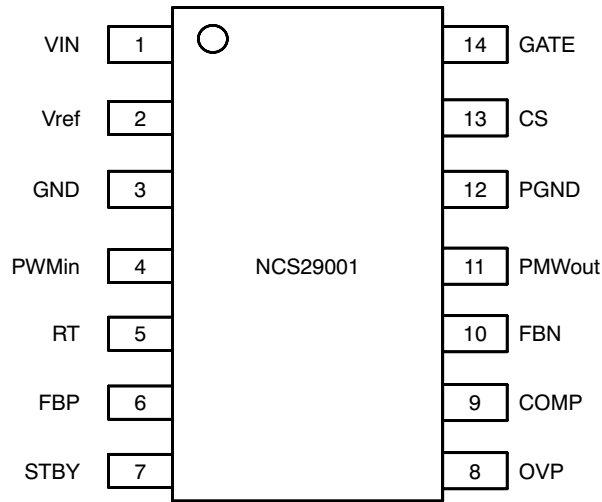 VIN 1 14 GATE
Vref 2 13 CS
GND 3 12 PGND
PWMin 4 NCS29001 11 PMWout
RT 5 10 FBN
FBP 6 9 COMP
STBY 7 8 OVP